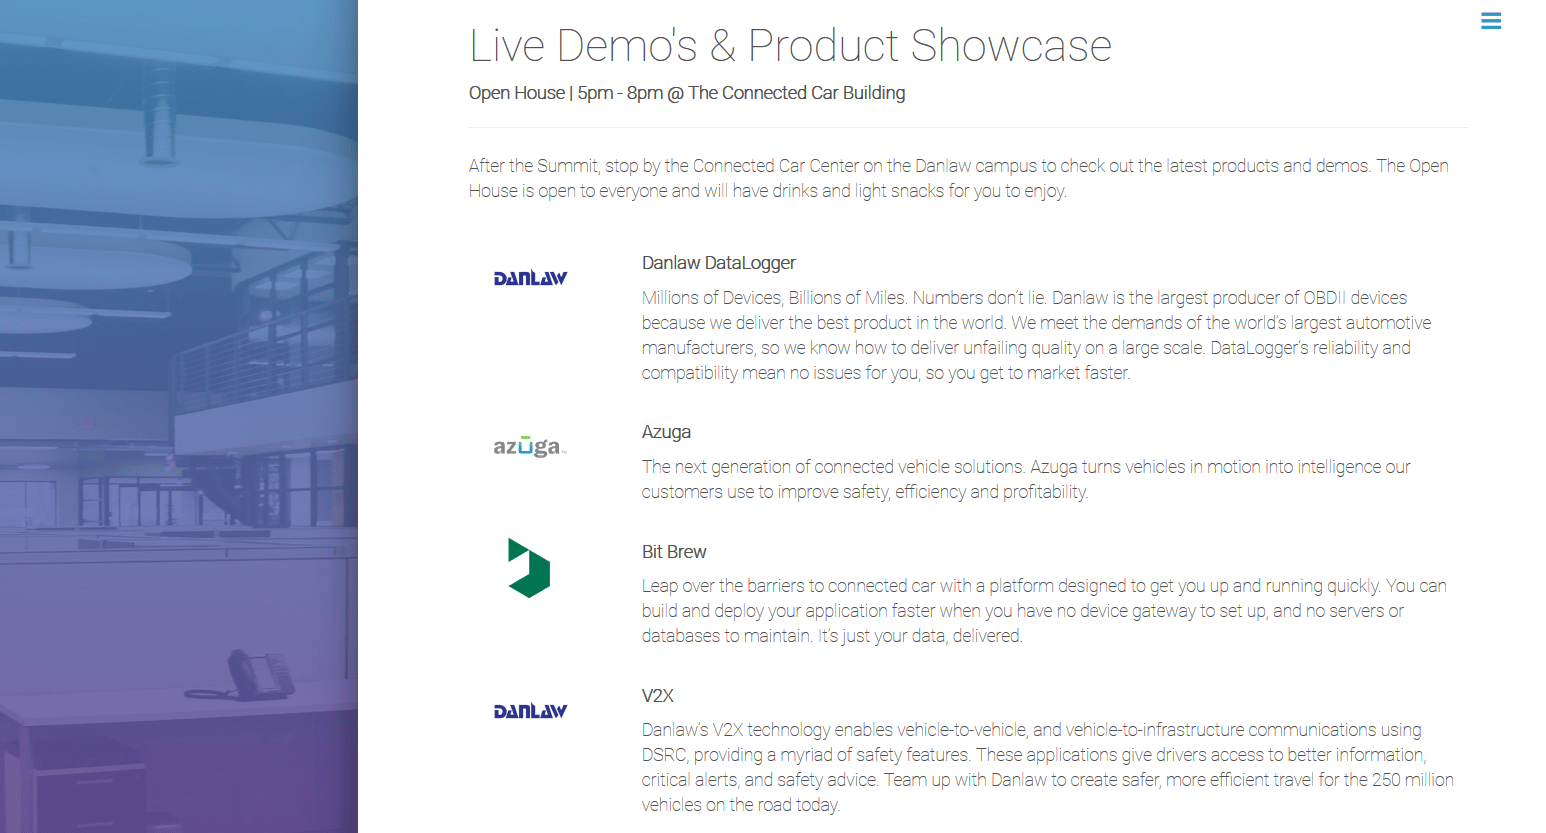 Live Demo's & Product Showcase
Open House | 5pm - 8pm @ The Connected Car Building
After the Summit, stop by the Connected Car Center on the Danlaw campus to check out the latest products and demos. The Open
House is open to everyone and will have drinks and light snacks for you to enjoy.
DANLAW
Danlaw DataLogger
Millions of Devices, Billions of Miles. Numbers don’t lie. Danlaw is the largest producer of OBDII devices
because we deliver the best product in the world. We meet the demands of the world’s largest automotive
manufacturers, so we know how to deliver unfailing quality on a large scale. DataLogger’s reliability and
compatibility mean no issues for you, so you get to market faster.
azūga™
Azuga
The next generation of connected vehicle solutions. Azuga turns vehicles in motion into intelligence our
customers use to improve safety, efficiency and profitability.
Bit Brew
Leap over the barriers to connected car with a platform designed to get you up and running quickly. You can
build and deploy your application faster when you have no device gateway to set up, and no servers or
databases to maintain. It’s just your data, delivered.
DANLAW
V2X
Danlaw’s V2X technology enables vehicle-to-vehicle, and vehicle-to-infrastructure communications using
DSRC, providing a myriad of safety features. These applications give drivers access to better information,
critical alerts, and safety advice. Team up with Danlaw to create safer, more efficient travel for the 250 million
vehicles on the road today.